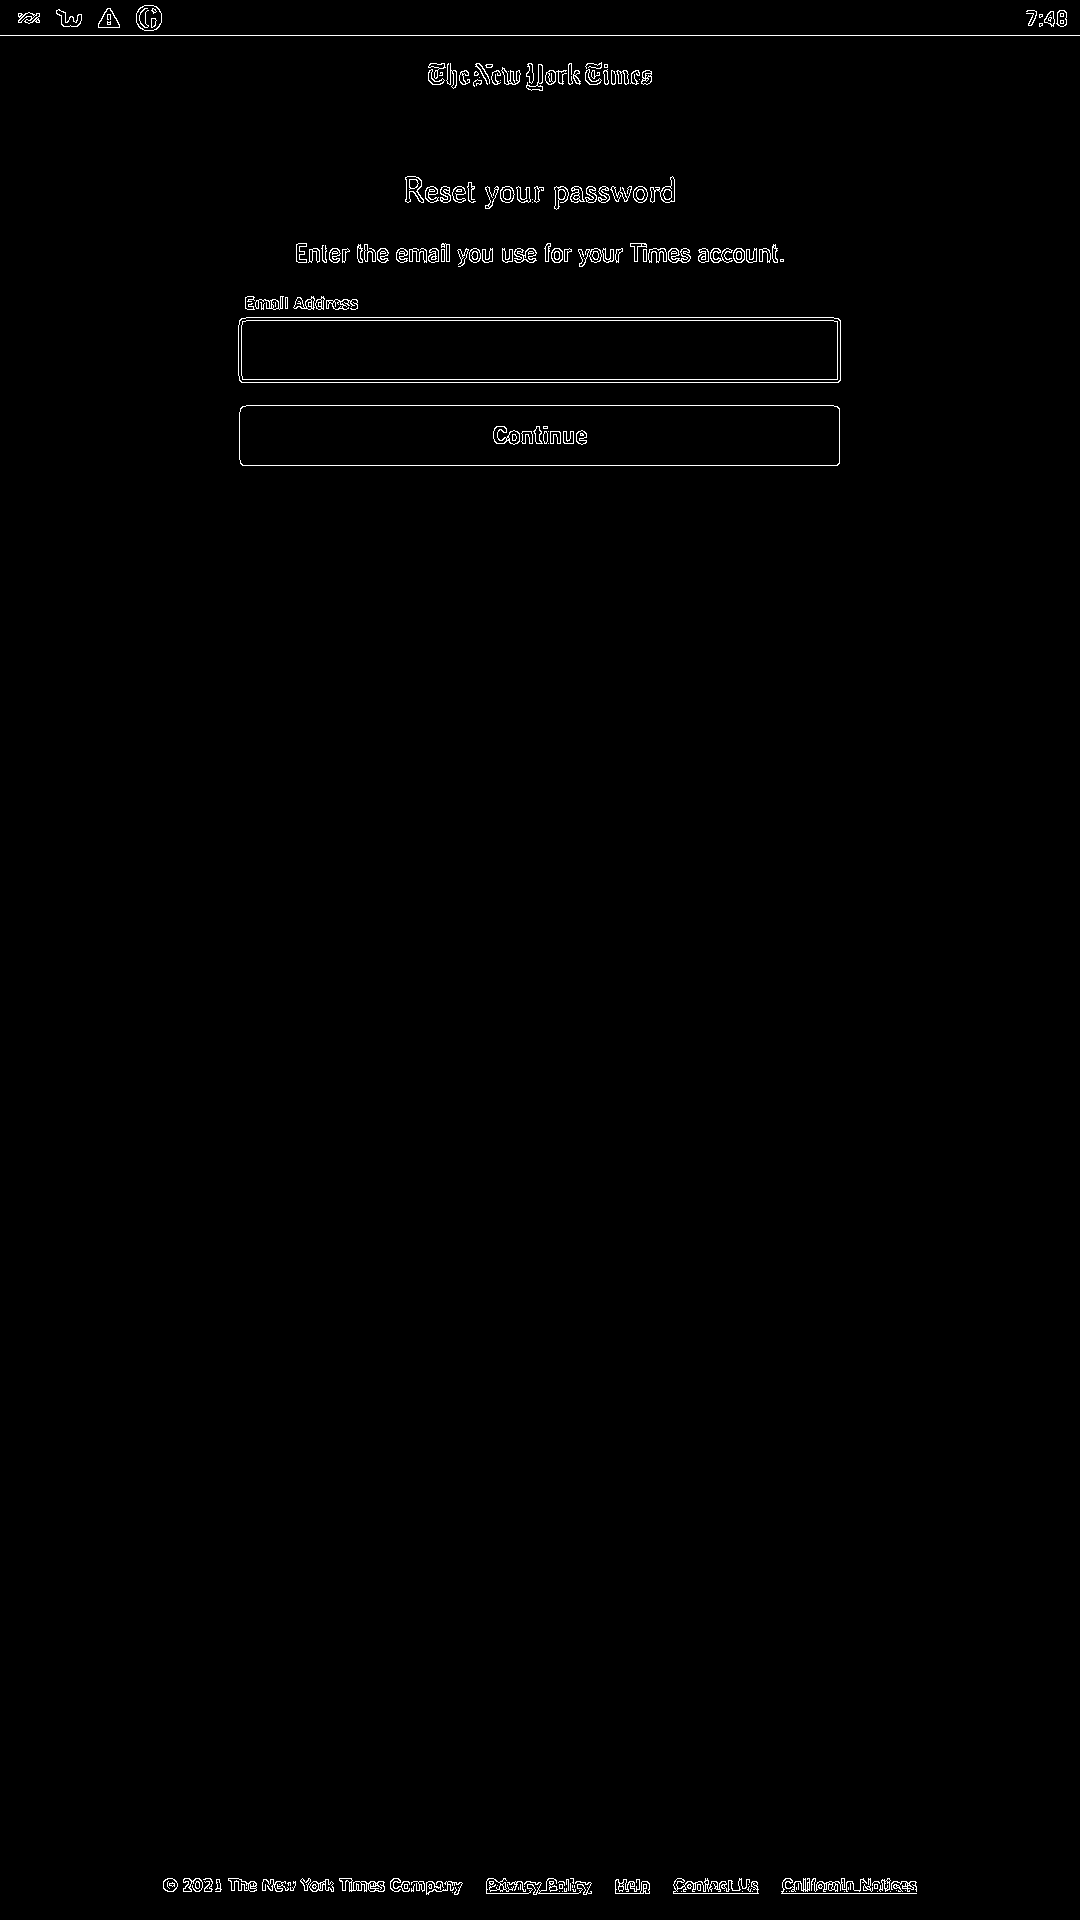 7:48
The New York Times
Reset your password
Enter the email you use for your Times account.
Email Address
Continue
© 2021 The New York Times Company Privacy Policy Help Contact Us California Notices